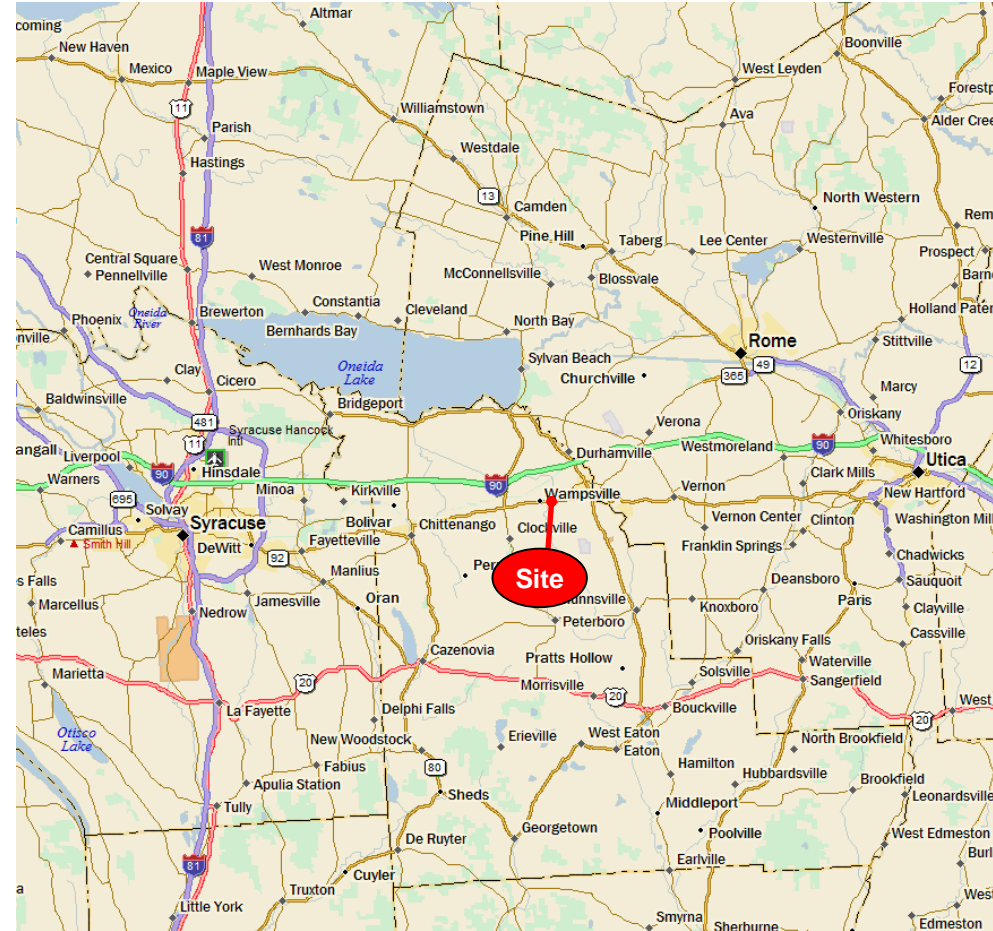 coming
Altmar
New Haven
Boonville
Mexico
Maple View
West Leyden
11
Williamstown
Forestp
Parish
Ava
Alder Cree
Hastings
Westdale
13
Camden
North Western
81
Pine Hill
Taberg
Lee Center
Westernville
Rem
Central Square
Pennellville
West Monroe
McConnellsville
Blossvale
Prospect
Barne
Constantia
Cleveland
Holland Paten
Phoenix
Oneida
River
Brewerton
Bernhards Bay
North Bay
Rome
Stittville
nville
Oneida
Lake
Sylvan Beach
49
12
Clay
Cicero
Churchville
365
Marcy
Baldwinsville
Bridgeport
Oriskany
481
Syracuse Hancock
Intl
Verona
11
Westmoreland
90
Whitesboro
angall
Liverpool
90
Hinsdale
Durhamville
Utica
Warners
Minoa
Kirkville
90
Clark Mills
695
Wampsville
Vernon
New Hartford
Solvay
Syracuse
Bolivar
Chittenango
Clockville
Vernon Center
Clinton
Washington Mill
Camillus
Smith Hill
DeWitt
92
Fayetteville
Franklin Springs
Chadwicks
es Falls
Manlius
Site
Deansboro
Sauquoit
Marcellus
Jamesville
Oran
Knoxboro
Paris
Clayville
Nedrow
Peterboro
Cassville
teles
Oriskany Falls
Cazenovia
Pratts Hollow
Waterville
Marietta
20
Morrisville
20
Solsville
Sangerfield
La Fayette
Delphi Falls
Bouckville
West
20
Otisco
Lake
New Woodstock
Erieville
West Eaton
Eaton
North Brookfield
Fabius
80
Hamilton
Hubbardsville
Brookfield
Apulia Station
Sheds
Leonardsville
Tully
Middleport
Georgetown
Poolville
West Edmeston
De Ruyter
Burl
81
Earlville
a
Cuyler
Truxton
West
Little York
Smyrna
Sherburne
Edmeston